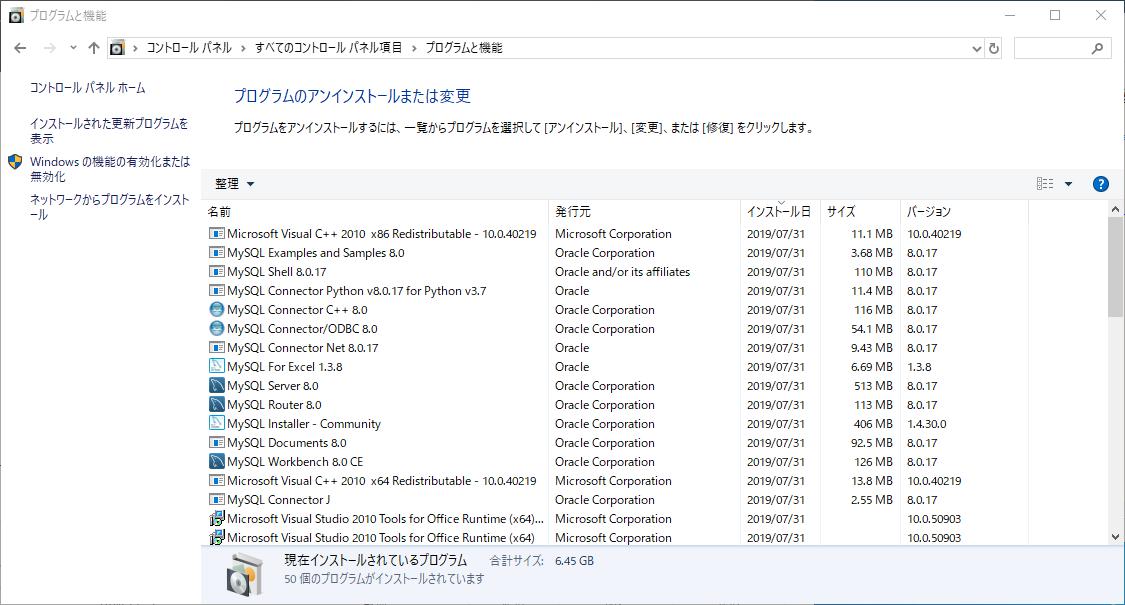 プログラムと機能
コントロール パネル › すべてのコントロール パネル項目 › プログラムと機能
コントロール パネル ホーム
インストールされた更新プログラムを
表示
Windows の機能の有効化または
無効化
ネットワークからプログラムをインスト
ール
プログラムのアンインストールまたは変更
プログラムをアンインストールするには、一覧からプログラムを選択して [アンインストール]、[変更]、または [修復] をクリックします。
整理
名前 発行元 インストール日 サイズ バージョン
Microsoft Visual C++ 2010 x86 Redistributable - 10.0.40219 Microsoft Corporation 2019/07/31 11.1 MB 10.0.40219
MySQL Examples and Samples 8.0 Oracle Corporation 2019/07/31 3.68 MB 8.0.17
MySQL Shell 8.0.17 Oracle and/or its affiliates 2019/07/31 110 MB 8.0.17
MySQL Connector Python v8.0.17 for Python v3.7 Oracle 2019/07/31 11.4 MB 8.0.17
MySQL Connector C++ 8.0 Oracle Corporation 2019/07/31 116 MB 8.0.17
MySQL Connector/ODBC 8.0 Oracle Corporation 2019/07/31 54.1 MB 8.0.17
MySQL Connector Net 8.0.17 Oracle 2019/07/31 9.43 MB 8.0.17
MySQL For Excel 1.3.8 Oracle 2019/07/31 6.69 MB 1.3.8
MySQL Server 8.0 Oracle Corporation 2019/07/31 513 MB 8.0.17
MySQL Router 8.0 Oracle Corporation 2019/07/31 113 MB 8.0.17
MySQL Installer - Community Oracle Corporation 2019/07/31 406 MB 1.4.30.0
MySQL Documents 8.0 Oracle Corporation 2019/07/31 92.5 MB 8.0.17
MySQL Workbench 8.0 CE Oracle Corporation 2019/07/31 126 MB 8.0.17
Microsoft Visual C++ 2010 x64 Redistributable - 10.0.40219 Microsoft Corporation 2019/07/31 13.8 MB 10.0.40219
MySQL Connector J Oracle Corporation 2019/07/31 2.55 MB 8.0.17
Microsoft Visual Studio 2010 Tools for Office Runtime (x64)... Microsoft Corporation 2019/07/31 10.0.50903
Microsoft Visual Studio 2010 Tools for Office Runtime (x64) Microsoft Corporation 2019/07/31 10.0.50903
現在インストールされているプログラム 合計サイズ: 6.45 GB
50 個のプログラムがインストールされています